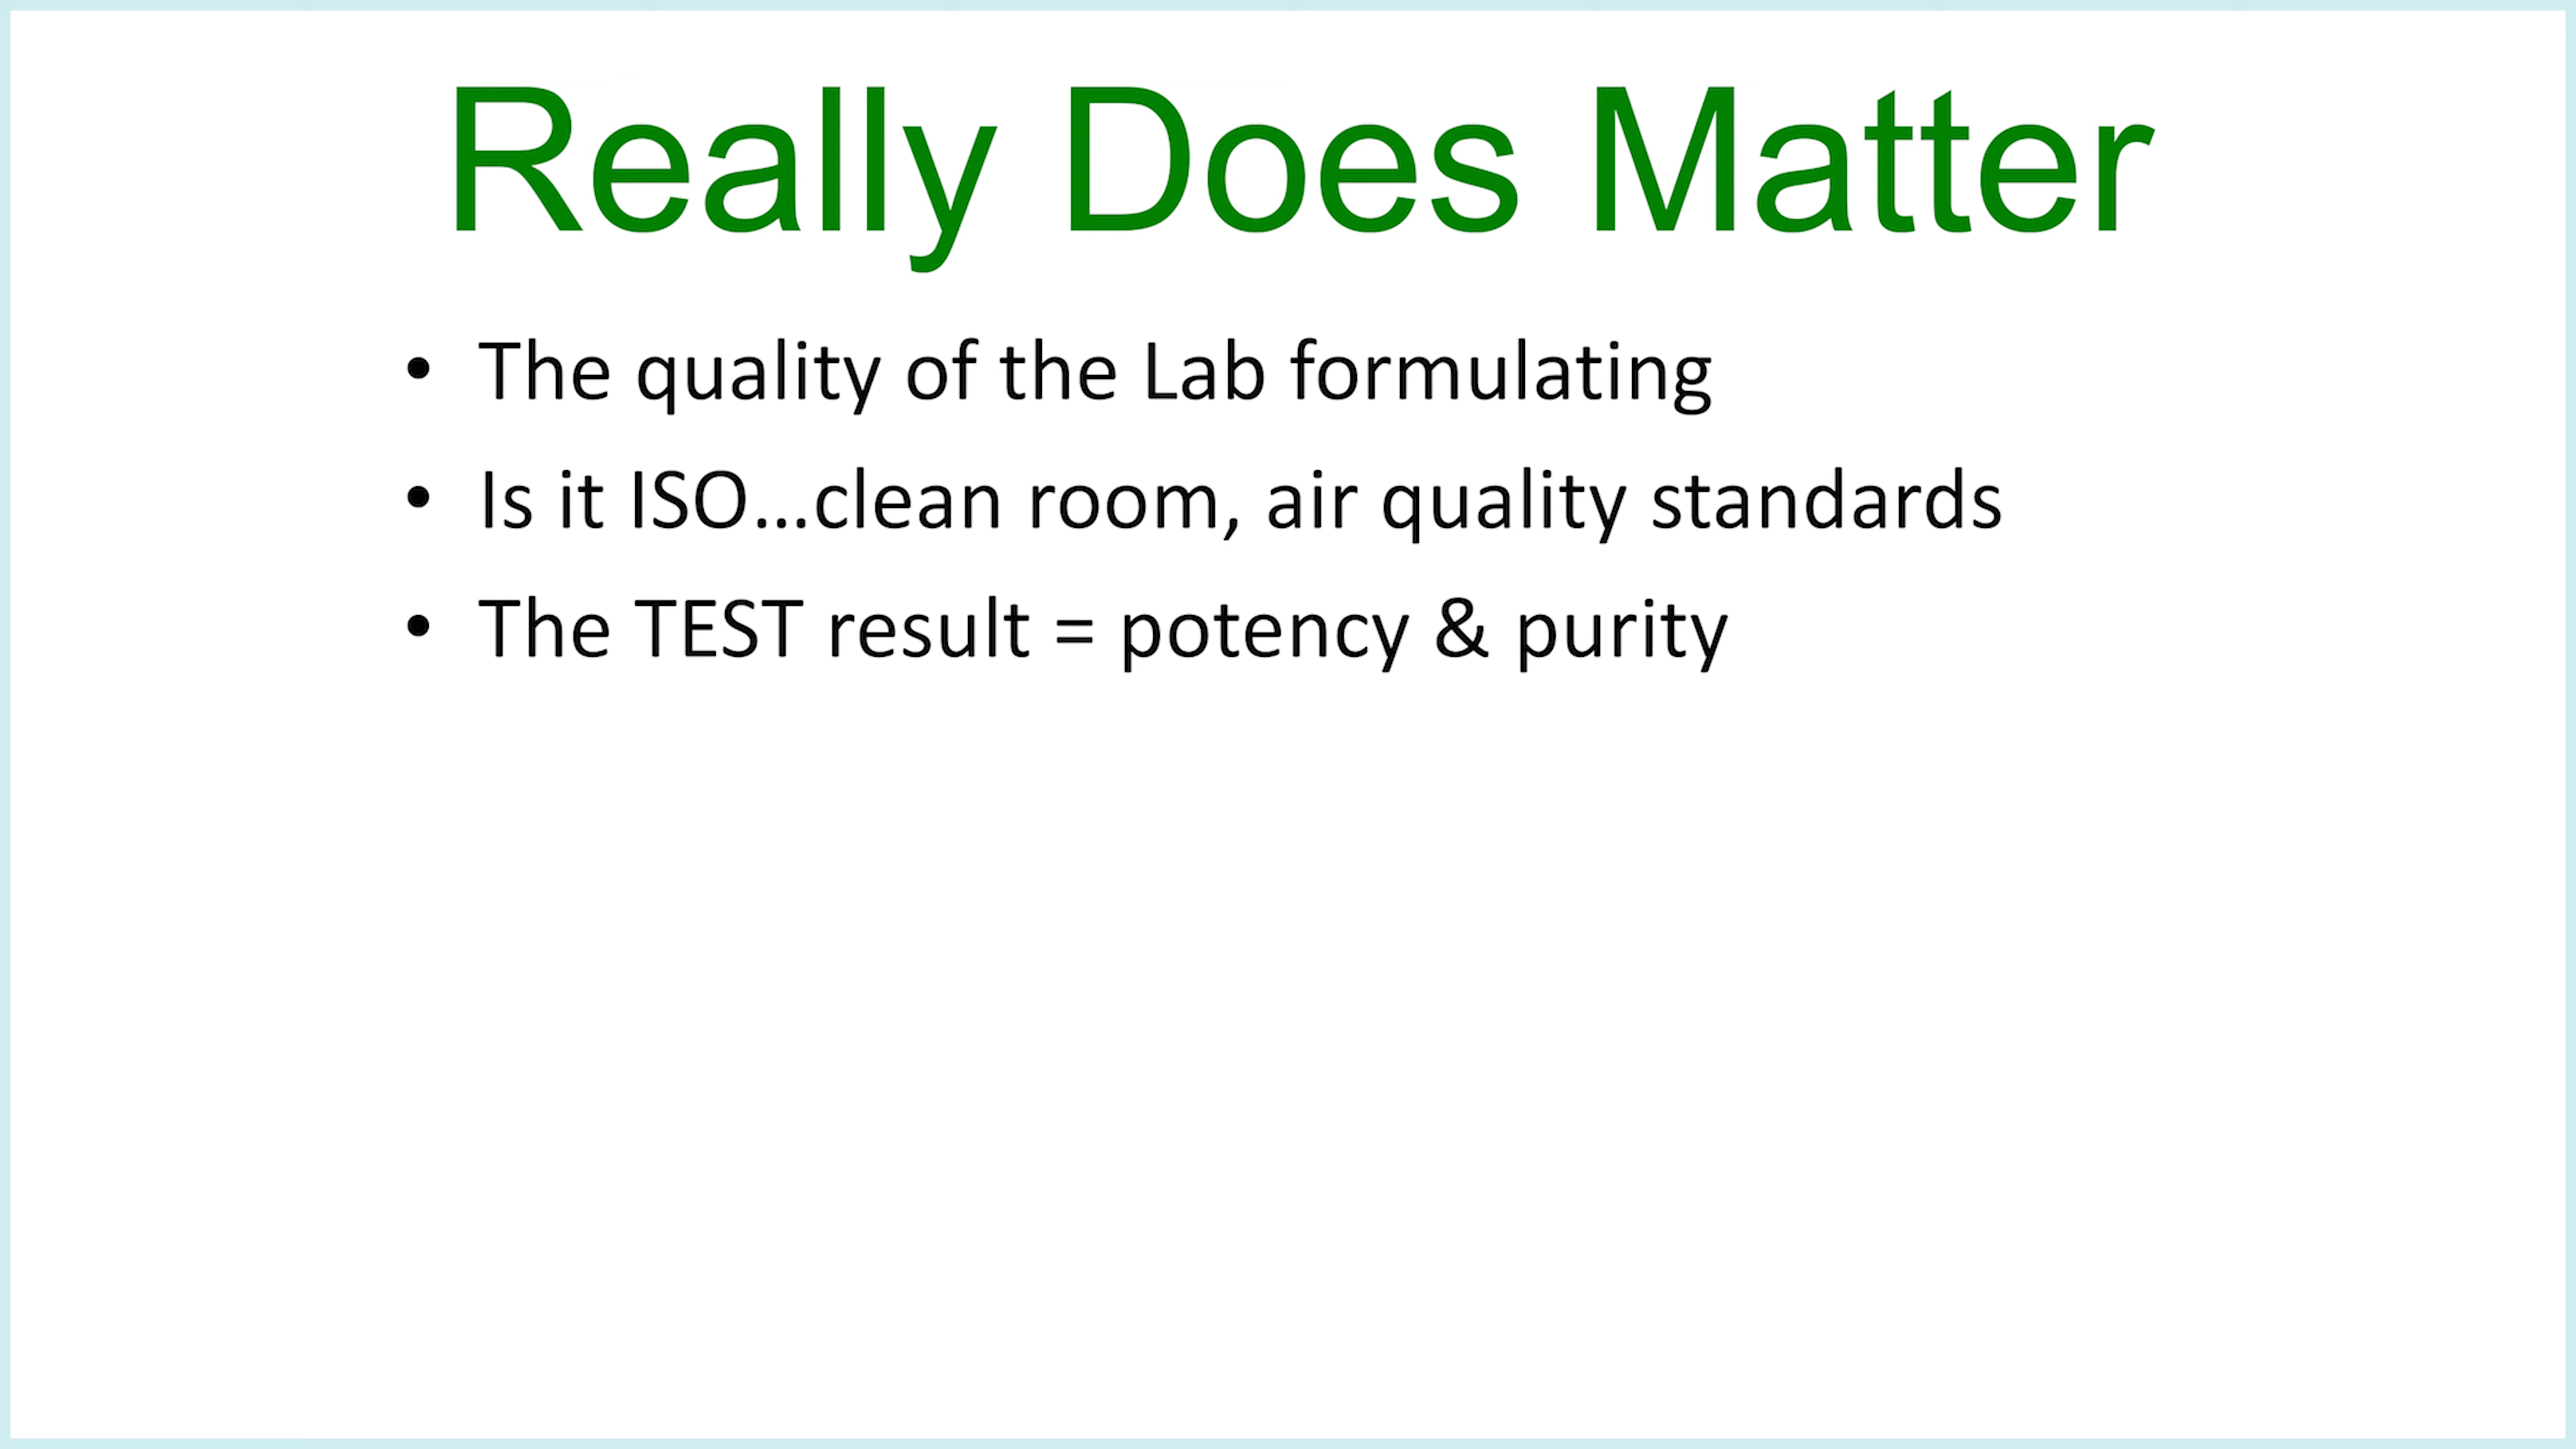 Really Does Matter
• The quality of the Lab formulating
• Is it ISO...clean room, air quality standards
• The TEST result = potency & purity